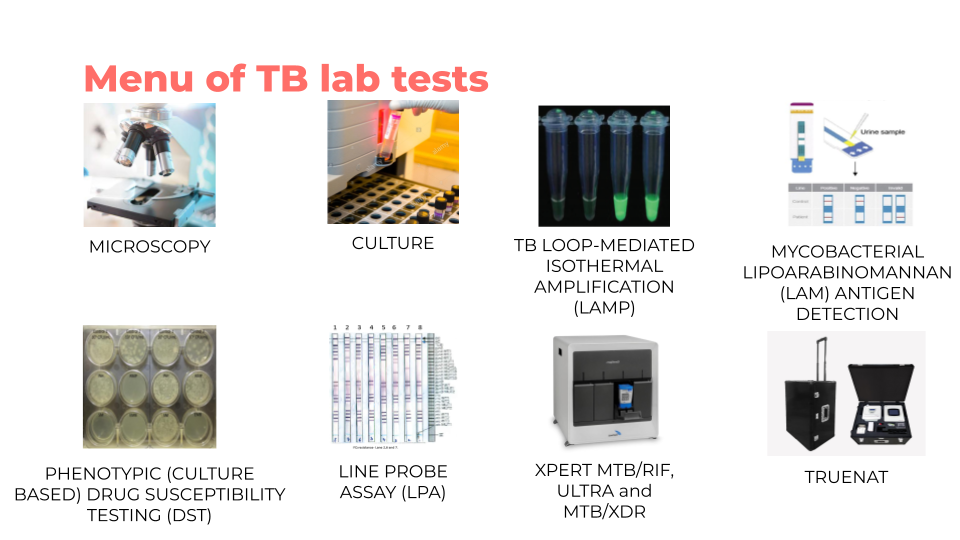 Menu of TB lab tests
Urine sample
MICROSCOPY
CULTURE
TB LOOP-MEDIATED
ISOTHERMAL
AMPLIFICATION
(LAMP)
MYCOBACTERIAL
LIPOARABINOMANNAN
(LAM) ANTIGEN
DETECTION
1 2 3 4 5 6 7 8
PHENOTYPIC (CULTURE
BASED) DRUG SUSCEPTIBILITY
TESTING (DST)
LINE PROBE
ASSAY (LPA)
XPERT MTB/RIF,
ULTRA and
MTB/XDR
TRUENAT